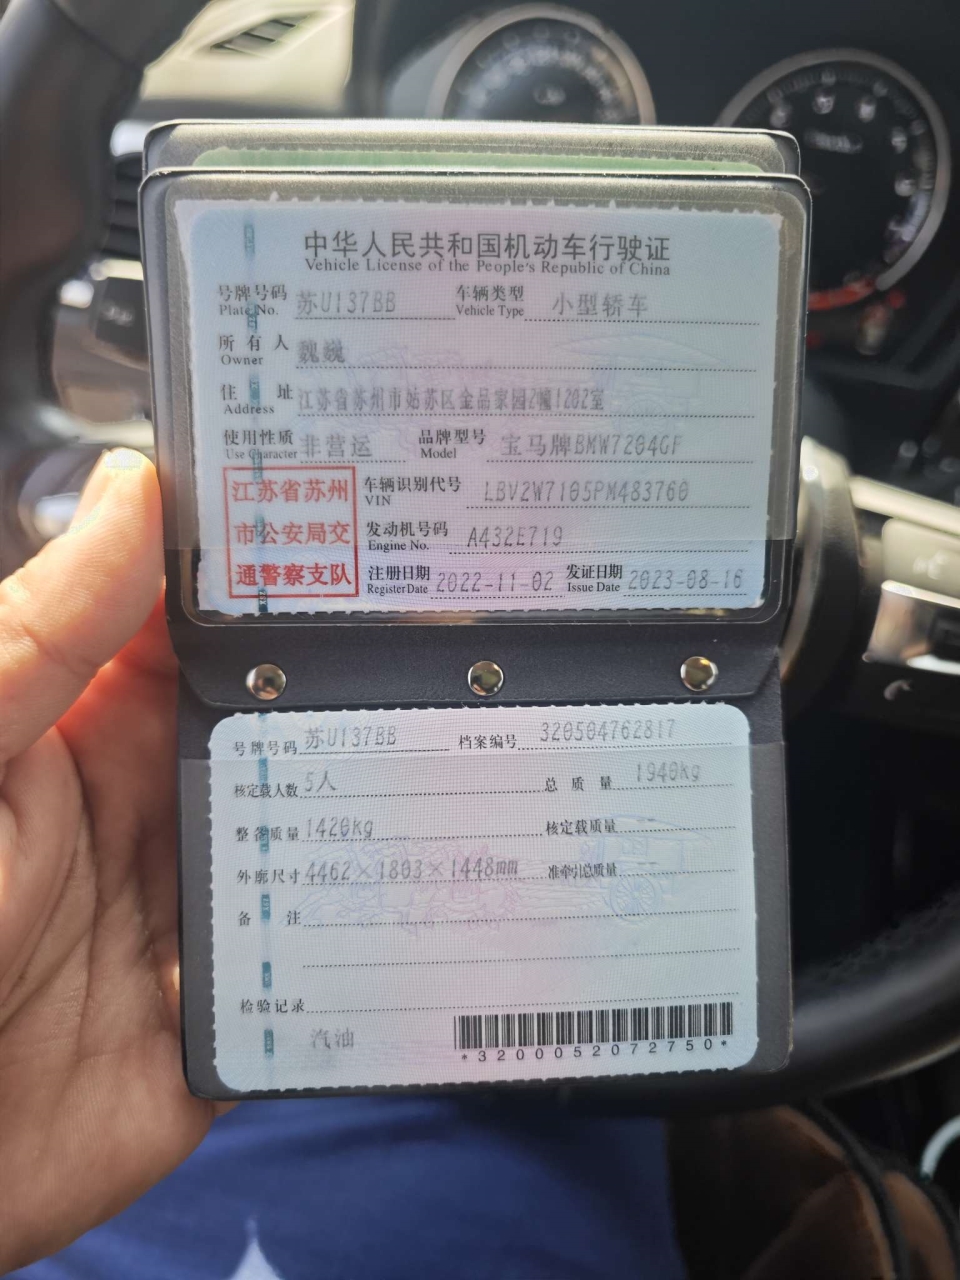 中华人民共和国机动车行驶证
Vehicle License of the People's Republic of China
号牌号码 Plate No. 苏U137BB 车辆类型 Vehicle Type 小型轿车
所有人 Owner 魏巍
住址 Address 江苏省苏州市姑苏区金品家园2幢1202室
使用性质 Use Character 非营运 品牌型号 Model 宝马牌BMW7204GF
江苏省苏州 车辆识别代号 VIN LBV2W7105PM483760
市公安局交 发动机号码 Engine No. A432E719
通警察支队 注册日期 Register Date 2022-11-02 发证日期 Issue Date 2023-08-16
号牌号码 苏U137BB 档案编号 320504762817
核定载人数 5人 总质量 1940kg
整备质量 1420kg 核定载质量 --
外廓尺寸 4462×1803×1448mm 准牵引总质量 --
备注
检验记录
汽油
*3200052072750*